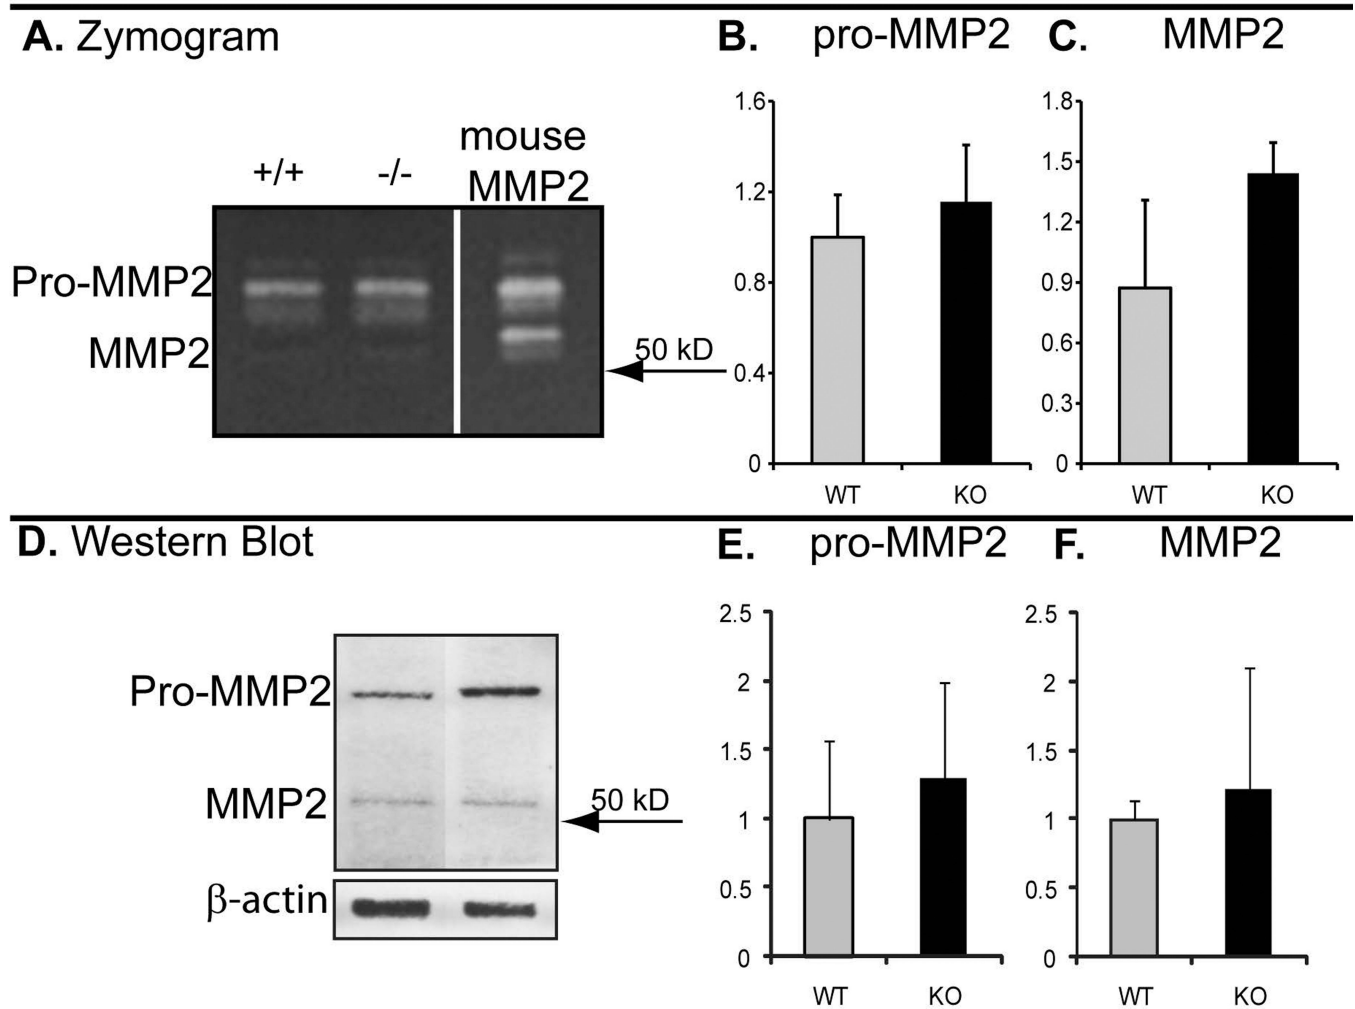 A. Zymogram
+/+
-/-
mouse
MMP2
Pro-MMP2
MMP2
50 kD
B.
pro-MMP2
1.6
1.2
0.8
0.4
0
WT
KO
C.
MMP2
1.8
1.5
1.2
0.9
0.6
0.3
0
WT
KO
D. Western Blot
Pro-MMP2
MMP2
50 kD
β-actin
E.
pro-MMP2
2.5
2
1.5
1
0.5
0
WT
KO
F.
MMP2
2.5
2
1.5
1
0.5
0
WT
KO